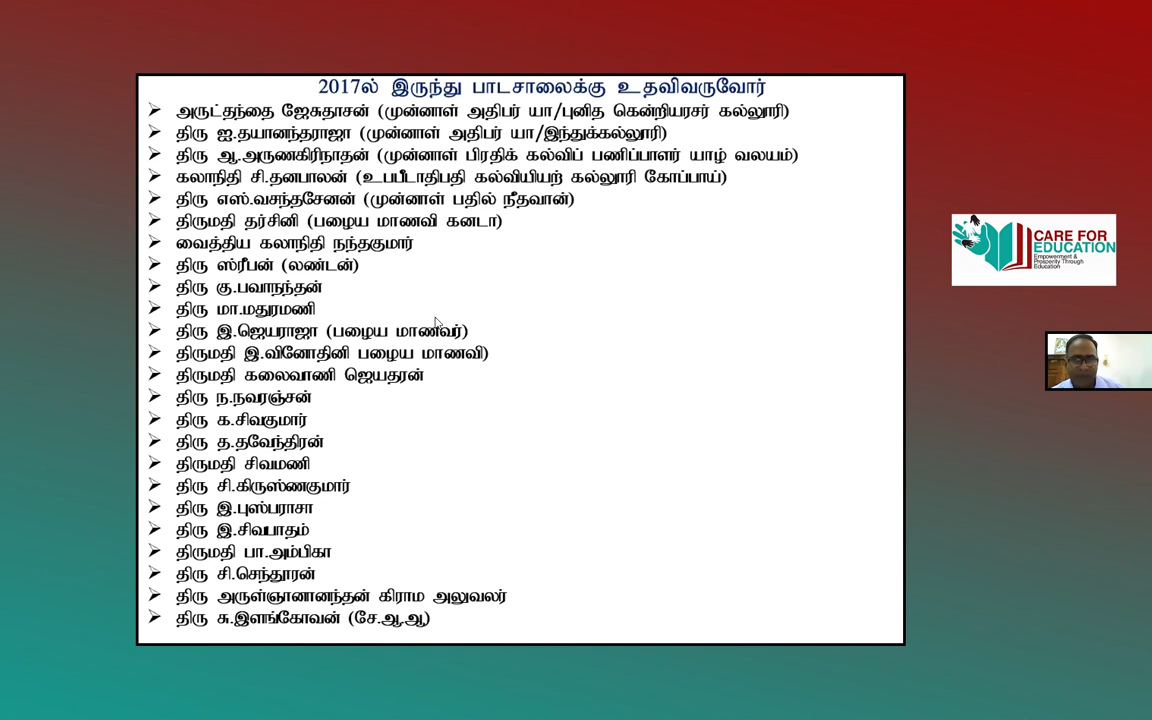 2017ல் இருந்து பாடசாலைக்கு உதவிவருவோர்
➢ அருட்தந்தை ஜேசுதாசன் (முன்னாள் அதிபர் யா/புனித கென்றியரசர் கல்லூரி)
➢ திரு ஐ.தயானந்தராஜா (முன்னாள் அதிபர் யா/இந்துக்கல்லூரி)
➢ திரு ஆ.அருணகிரிநாதன் (முன்னாள் பிரதிக் கல்விப் பணிப்பாளர் யாழ் வலயம்)
➢ கலாநிதி சி.தனபாலன் (உபபீடாதிபதி கல்வியியற் கல்லூரி கோப்பாய்)
➢ திரு எஸ்.வசந்தசேனன் (முன்னாள் பதில் நீதவான்)
➢ திருமதி தர்சினி (பழைய மாணவி கனடா)
➢ வைத்திய கலாநிதி நந்தகுமார்
➢ திரு ஸ்ரீபன் (லண்டன்)
➢ திரு கு.பவாநந்தன்
➢ திரு மா.மதுரமணி
➢ திரு இ.ஜெயராஜா (பழைய மாணவர்)
➢ திருமதி இ.வினோதினி பழைய மாணவி)
➢ திருமதி கலைவாணி ஜெயதரன்
➢ திரு ந.நவரஞ்சன்
➢ திரு க.சிவகுமார்
➢ திரு த.தவேந்திரன்
➢ திருமதி சிவமணி
➢ திரு சி.கிருஸ்ணகுமார்
➢ திரு இ.புஸ்பராசா
➢ திரு இ.சிவபாதம்
➢ திருமதி பா.அம்பிகா
➢ திரு சி.செந்தூரன்
➢ திரு அருள்ஞானானந்தன் கிராம அலுவலர்
➢ திரு சு.இளங்கோவன் (சே.ஆ.ஆ)
CARE FOR
EDUCATION
Empowerment &
Prosperity Through
Education